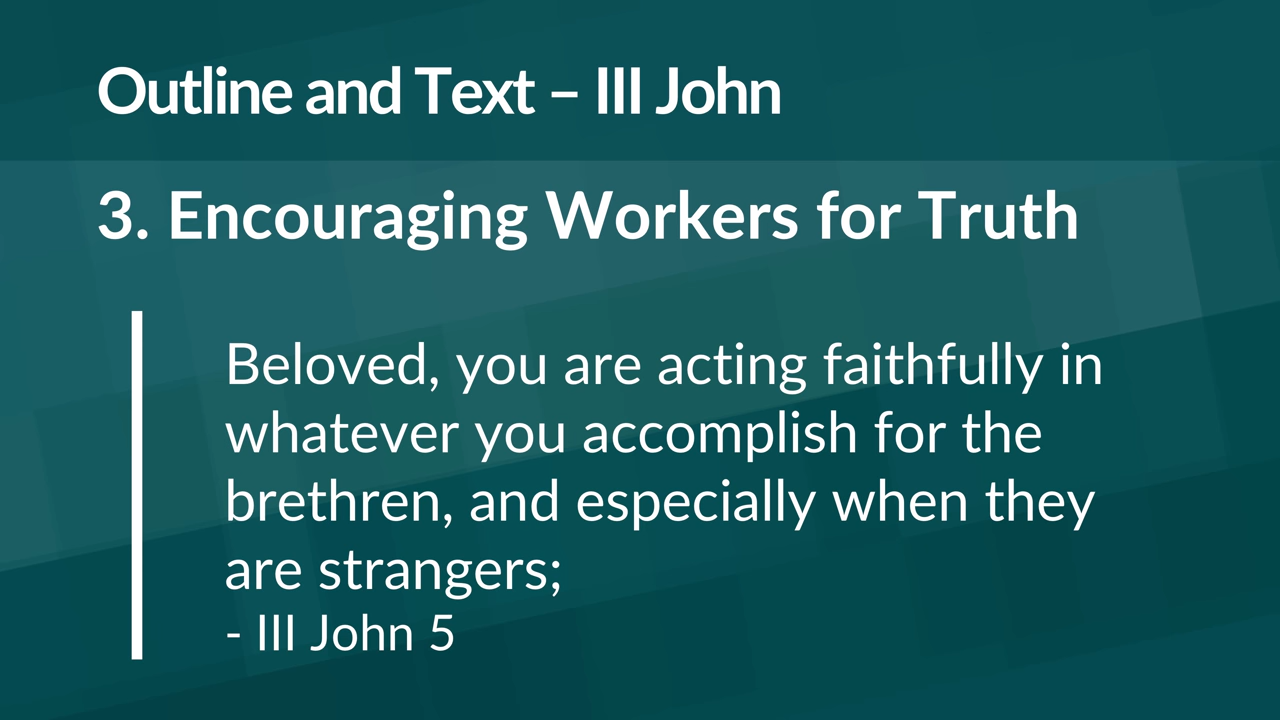 Outline and Text – III John
3. Encouraging Workers for Truth
Beloved, you are acting faithfully in
whatever you accomplish for the
brethren, and especially when they
are strangers;
- III John 5